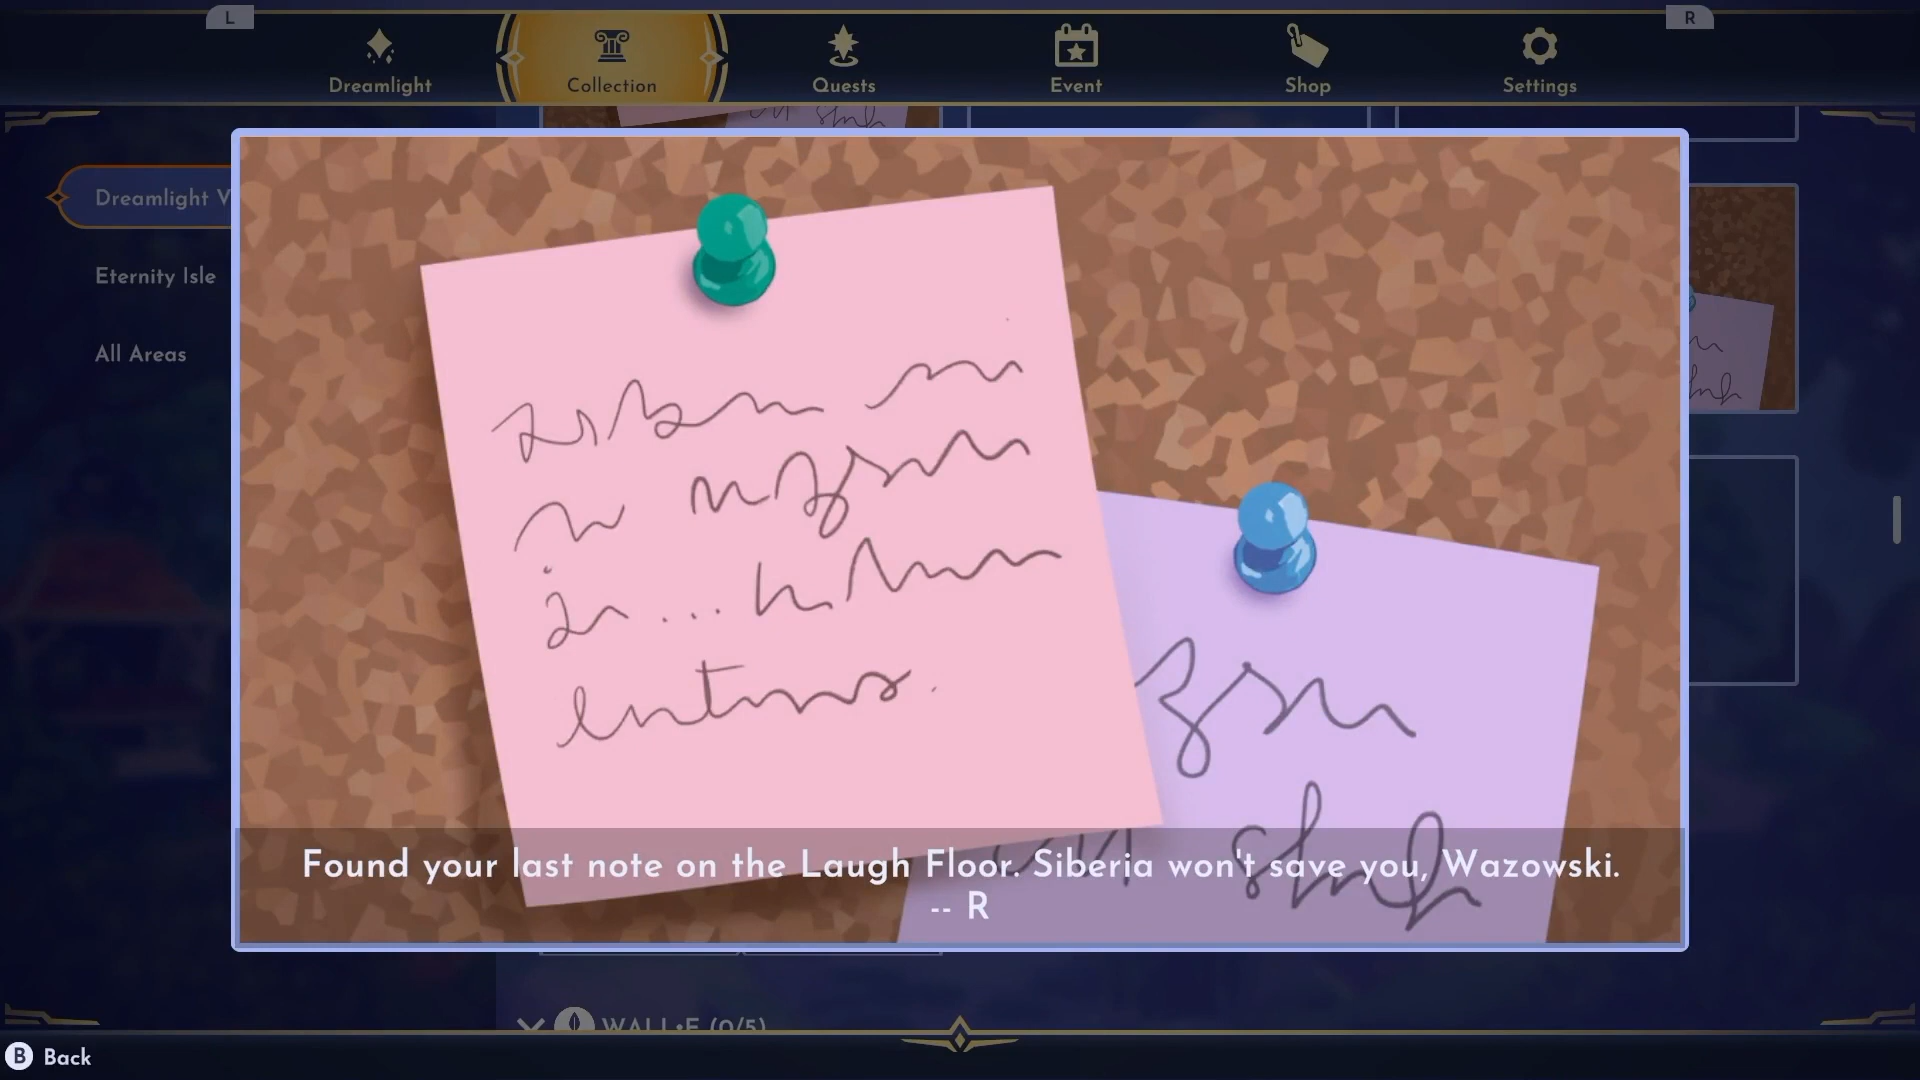 L
R
Dreamlight
Collection
Quests
Event
Shop
Settings
Dreamlight V
Eternity Isle
All Areas
Found your last note on the Laugh Floor. Siberia won't save you, Wazowski.
-- R
WALL•E (0/5)
B Back